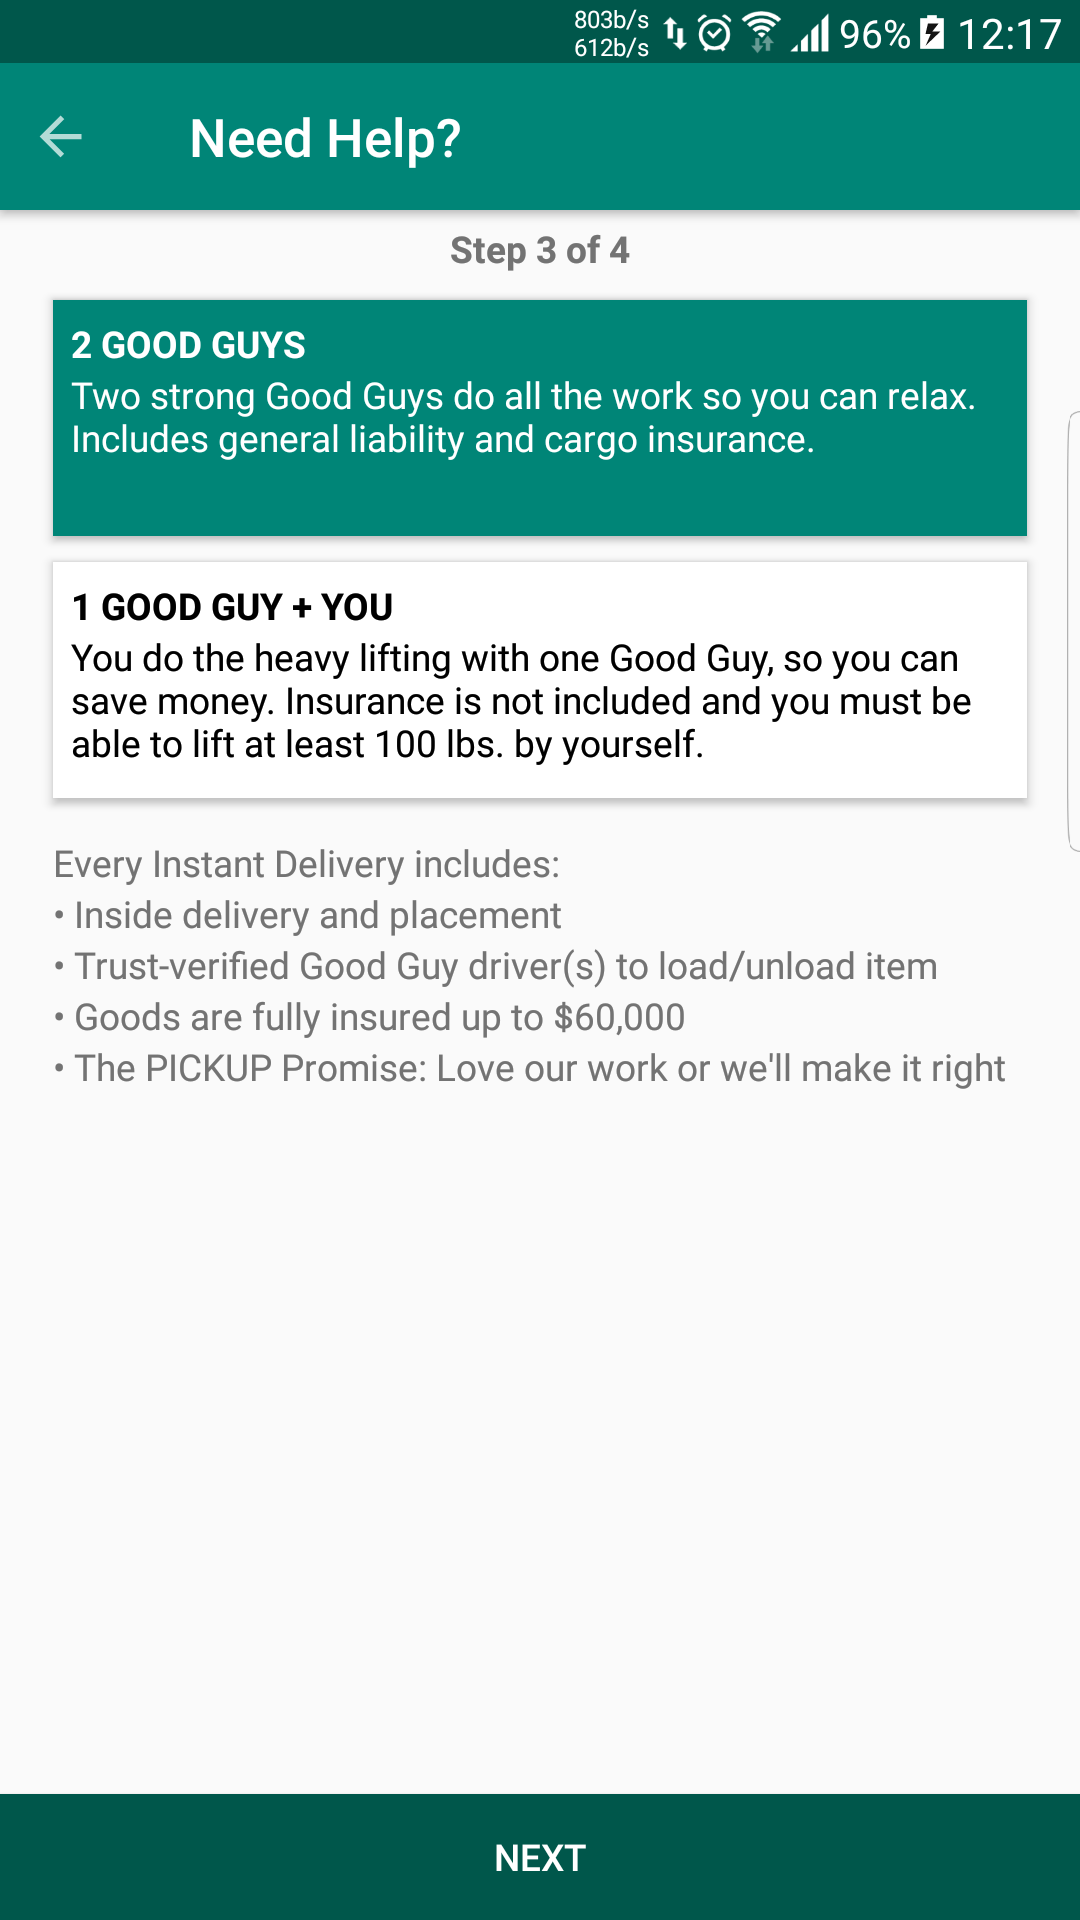 803b/s
612b/s
96%
12:17
Need Help?
Step 3 of 4
2 GOOD GUYS
Two strong Good Guys do all the work so you can relax.
Includes general liability and cargo insurance.
1 GOOD GUY + YOU
You do the heavy lifting with one Good Guy, so you can
save money. Insurance is not included and you must be
able to lift at least 100 lbs. by yourself.
Every Instant Delivery includes:
• Inside delivery and placement
• Trust-verified Good Guy driver(s) to load/unload item
• Goods are fully insured up to $60,000
• The PICKUP Promise: Love our work or we'll make it right
NEXT